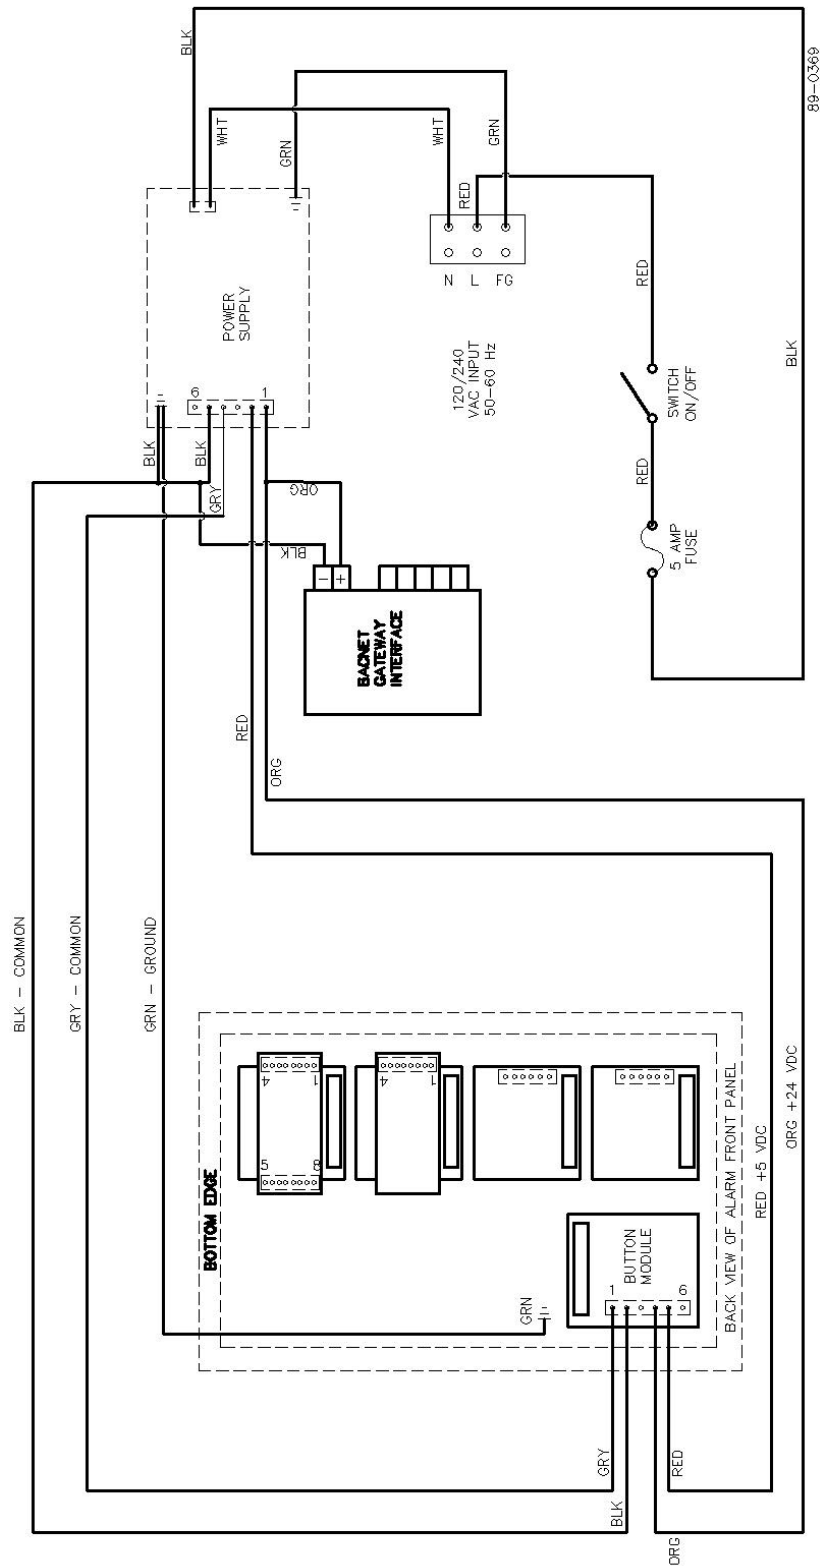 BLK
WHT
GRN
WHT
GRN
RED
89-0369
POWER
SUPPLY
N L FG
RED
120/240
VAC INPUT
50-60 Hz
BLK
SWITCH
ON/OFF
6
1
BLK
BLK
GRY
ORG
RED
BLK
5 AMP
FUSE
- +
BACNET
GATEWAY
INTERFACE
RED
ORG
BLK - COMMON
GRY - COMMON
GRN - GROUND
4
1
4
1
5
8
BOTTOM EDGE
BACK VIEW OF ALARM FRONT PANEL
RED +5 VDC
ORG +24 VDC
BUTTON
MODULE
1
6
GRN
GRY
RED
BLK
ORG